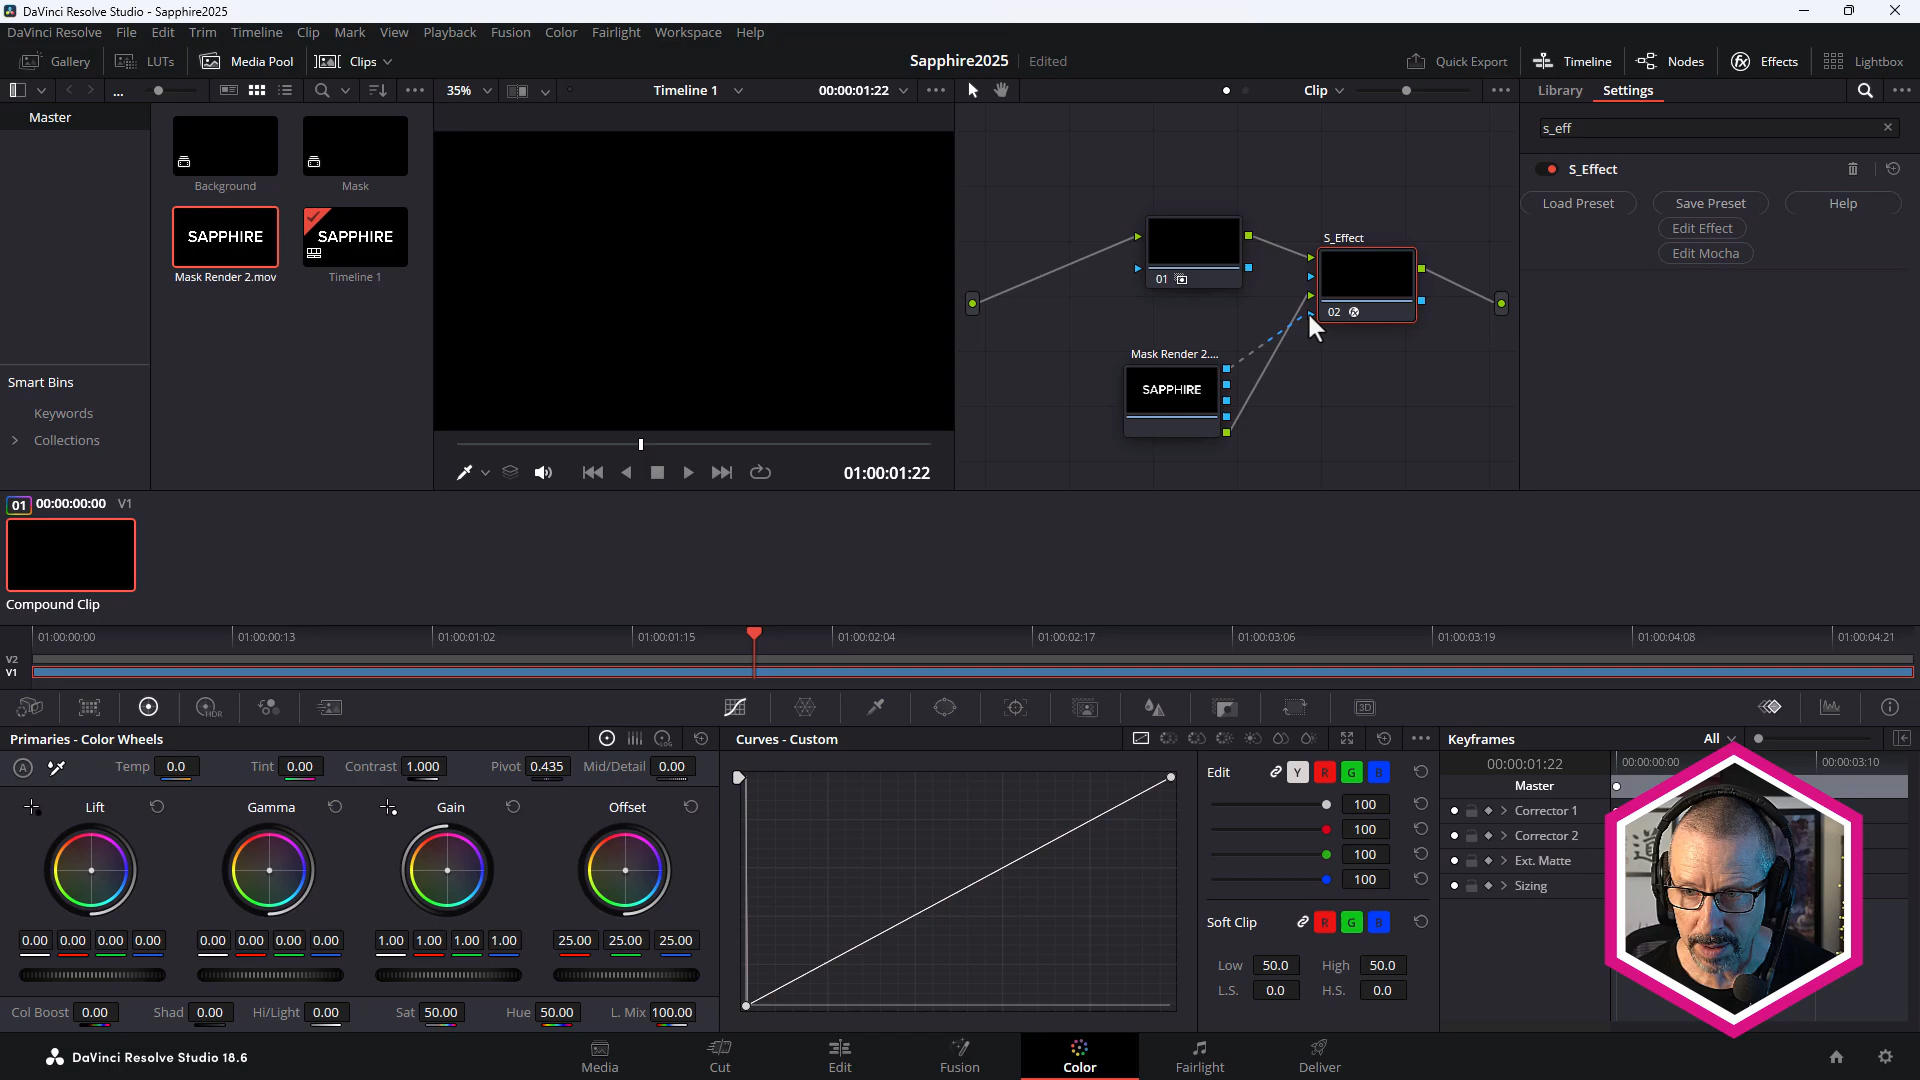 DaVinci Resolve Studio - Sapphire2025
DaVinci Resolve File Edit Trim Timeline Clip Mark View Playback Fusion Color Fairlight Workspace Help
Gallery LUTs Media Pool Clips Sapphire2025 Edited Quick Export Timeline Nodes Effects Lightbox
... 35% Timeline 1 00:00:01:22 Clip Library Settings
Master
s_eff
S_Effect
Load Preset Save Preset Help
Edit Effect
Edit Mocha
Background Mask
SAPPHIRE SAPPHIRE
Mask Render 2.mov Timeline 1
S_Effect
01
02
Mask Render 2....
SAPPHIRE
Smart Bins
Keywords
Collections
01:00:01:22
01 00:00:00:00 V1
Compound Clip
01:00:00:00 01:00:00:13 01:00:01:02 01:00:01:15 01:00:02:04 01:00:02:17 01:00:03:06 01:00:03:19 01:00:04:08 01:00:04:21
V2
V1
HDR 3D
Primaries - Color Wheels LOG Curves - Custom Keyframes All
A Temp 0.0 Tint 0.00 Contrast 1.000 Pivot 0.435 Mid/Detail 0.00
Lift Gamma Gain Offset
0.00 0.00 0.00 0.00 0.00 0.00 0.00 0.00 1.00 1.00 1.00 1.00 25.00 25.00 25.00
Col Boost 0.00 Shad 0.00 Hi/Light 0.00 Sat 50.00 Hue 50.00 L. Mix 100.00
Edit Y R G B
100
100
100
100
Soft Clip R G B
Low 50.0 High 50.0
L.S. 0.0 H.S. 0.0
00:00:01:22 00:00:00:00 00:00:03:10
Master
Corrector 1
Corrector 2
Ext. Matte
Sizing
DaVinci Resolve Studio 18.6
Media Cut Edit Fusion Color Fairlight Deliver